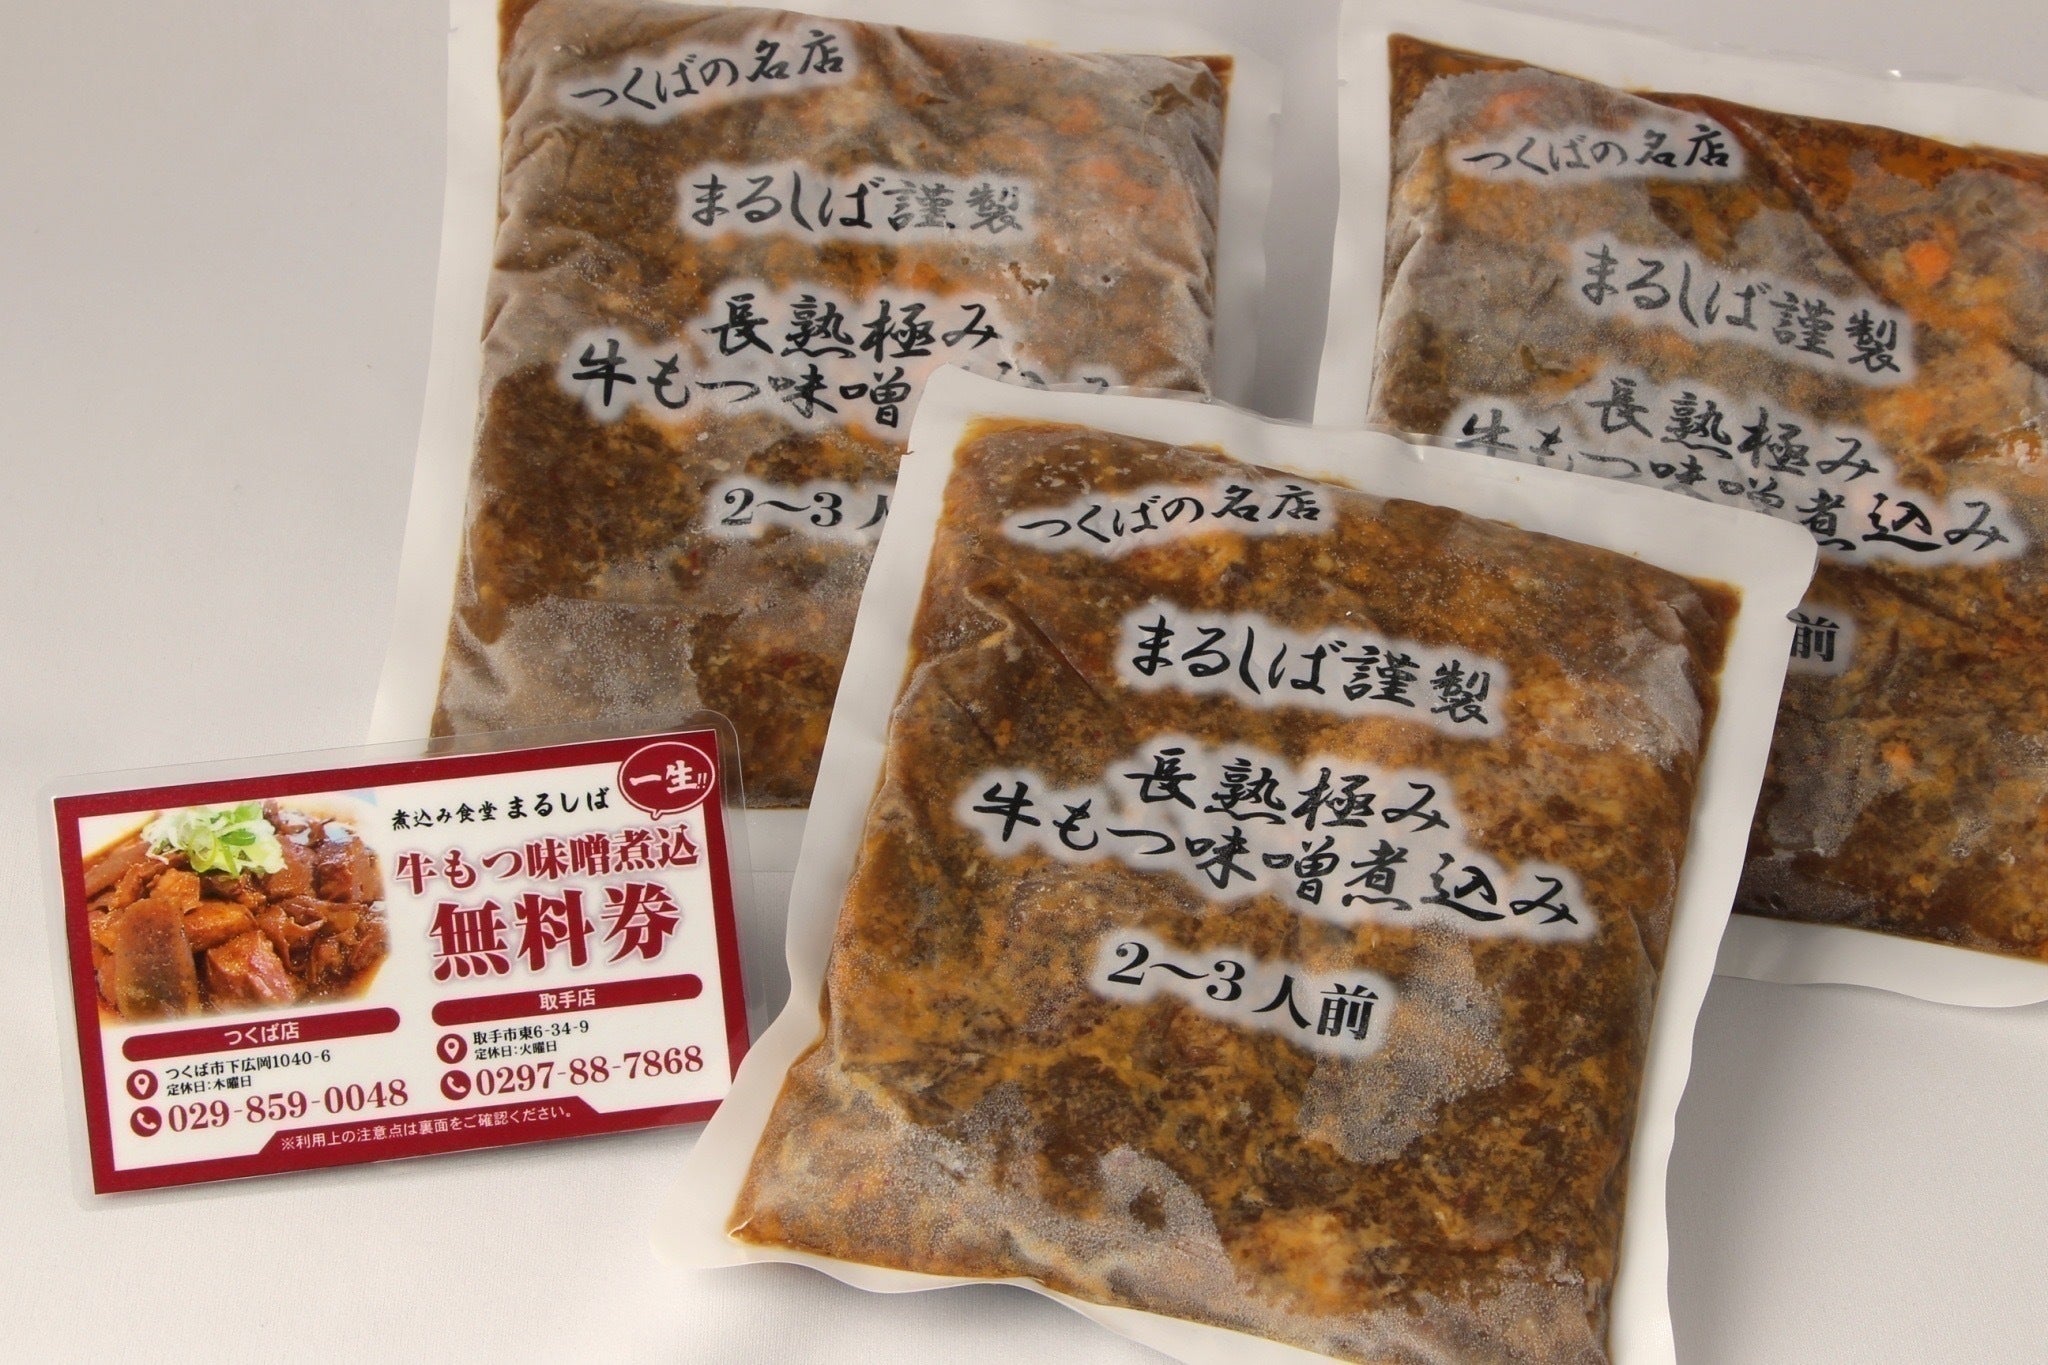 つくばの名店
まるしば謹製
長熟極み
牛もつ味噌
2～3人
つくばの名店
まるしば謹製
長熟極み
牛もつ味噌煮込み
前
つくばの名店
まるしば謹製
長熟極み
牛もつ味噌煮込み
2～3人前
一生!!
煮込み食堂 まるしば
牛もつ味噌煮込
無料券
つくば店
つくば市下広岡1040-6
定休日:木曜日
029-859-0048
取手店
取手市東6-34-9
定休日:火曜日
0297-88-7868
※利用上の注意点は裏面をご確認ください。